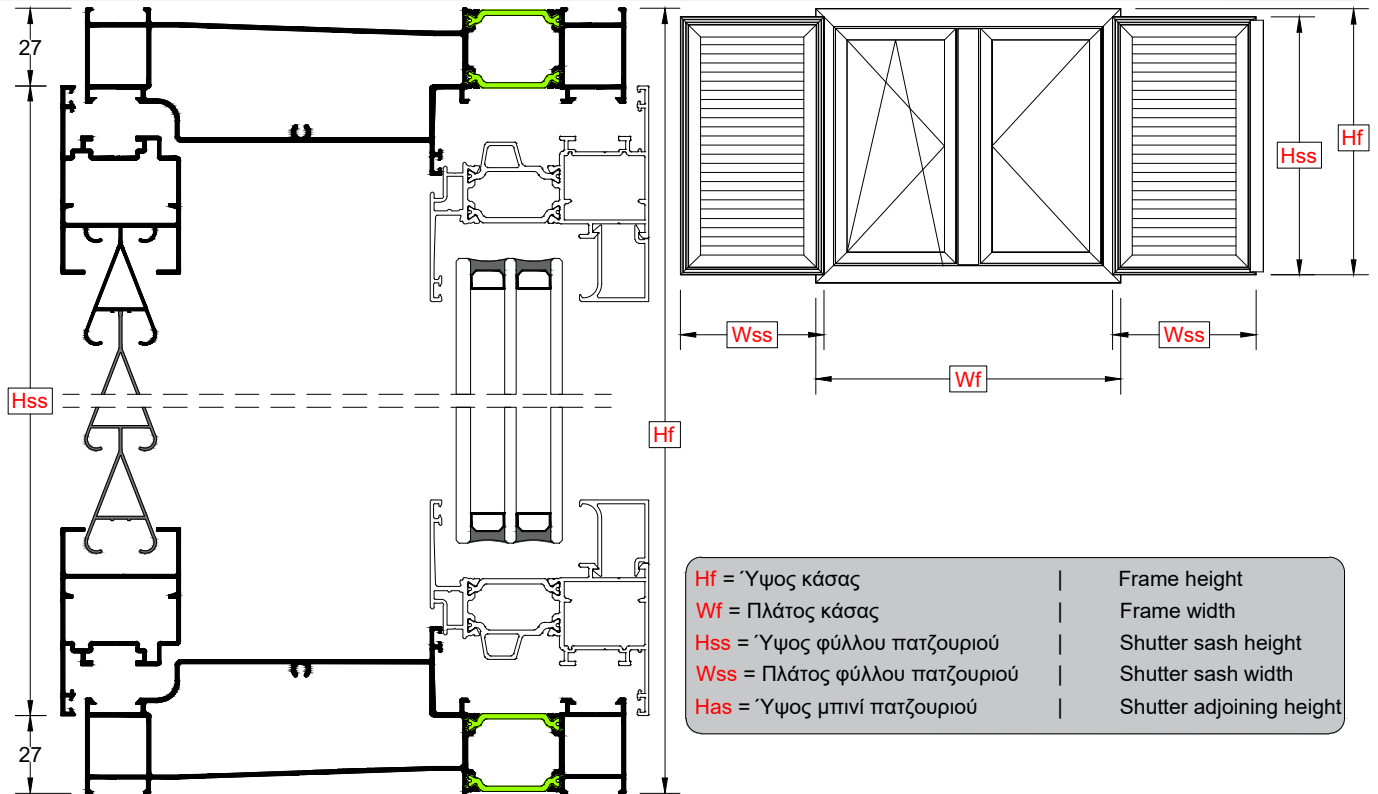 27
Hss
27
Hf
Hss
Hf
Wss
Wss
Wf
Hf = Ύψος κάσας | Frame height
Wf = Πλάτος κάσας | Frame width
Hss = Ύψος φύλλου πατζουριού | Shutter sash height
Wss = Πλάτος φύλλου πατζουριού | Shutter sash width
Has = Ύψος μπινί πατζουριού | Shutter adjoining height